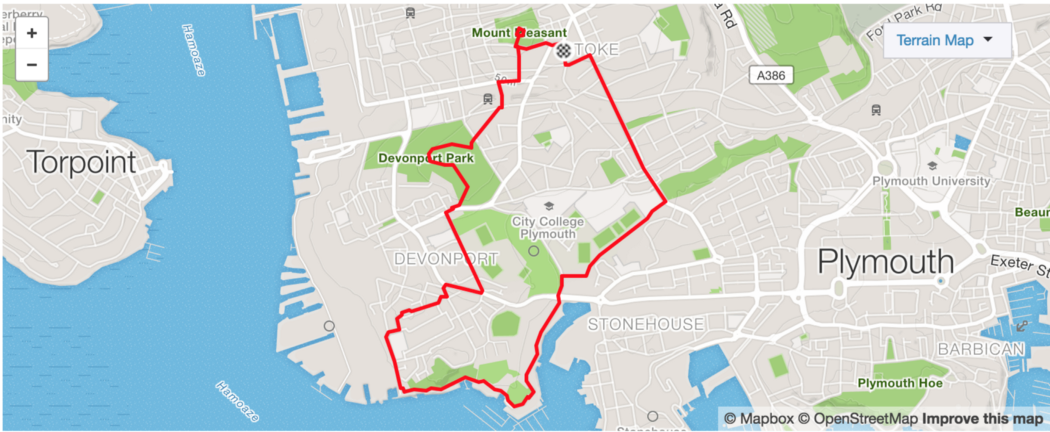 Hamoaze
Mount Pleasant
TOKE
Ford Park Rd
Terrain Map
A386
Torpoint
Devonport Park
Plymouth University
City College
Plymouth
DEVONPORT
Plymouth
Exeter St
STONEHOUSE
BARBICAN
Hamoaze
Plymouth Hoe
Stonehouse
© Mapbox © OpenStreetMap Improve this map